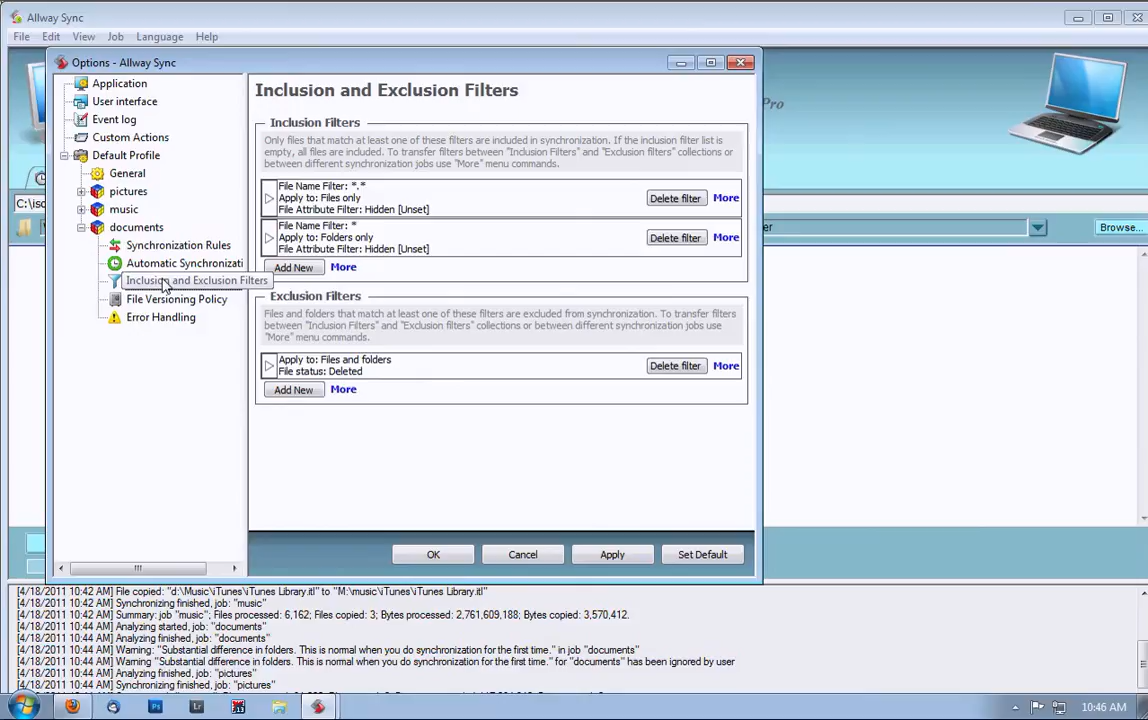 Allway Sync
File Edit View Job Language Help
Options - Allway Sync
Pro
Application
User interface
Event log
Custom Actions
Default Profile
General
pictures
music
documents
Synchronization Rules
Automatic Synchronizati
Inclusion and Exclusion Filters
File Versioning Policy
Error Handling
Inclusion and Exclusion Filters
Inclusion Filters
Only files that match at least one of these filters are included in synchronization. If the inclusion filter list is
empty, all files are included. To transfer filters between "Inclusion Filters" and "Exclusion filters" collections or
between different synchronization jobs use "More" menu commands.
File Name Filter: *.*
Apply to: Files only
File Attribute Filter: Hidden [Unset]
Delete filter More
File Name Filter: *
Apply to: Folders only
File Attribute Filter: Hidden [Unset]
Delete filter More
Add New More
Exclusion Filters
Files and folders that match at least one of these filters are excluded from synchronization. To transfer filters
between "Inclusion Filters" and "Exclusion filters" collections or between different synchronization jobs use
"More" menu commands.
Apply to: Files and folders
File status: Deleted
Delete filter More
Add New More
OK Cancel Apply Set Default
Browse...
[4/18/2011 10:42 AM] File copied: "d:\Music\iTunes\iTunes Library.itl" to "M:\music\iTunes\iTunes Library.itl"
[4/18/2011 10:42 AM] Synchronizing finished, job: "music"
[4/18/2011 10:42 AM] Summary: job "music"; Files processed: 6,162; Files copied: 3; Bytes processed: 2,761,609,188; Bytes copied: 3,570,412.
[4/18/2011 10:44 AM] Analyzing started, job: "documents"
[4/18/2011 10:44 AM] Analyzing finished, job: "documents"
[4/18/2011 10:44 AM] Warning: "Substantial difference in folders. This is normal when you do synchronization for the first time." in job "documents"
[4/18/2011 10:44 AM] Warning "Substantial difference in folders. This is normal when you do synchronization for the first time." for "documents" has been ignored by user
[4/18/2011 10:44 AM] Analyzing finished, job: "pictures"
[4/18/2011 10:44 AM] Synchronizing finished, job: "pictures"
10:46 AM